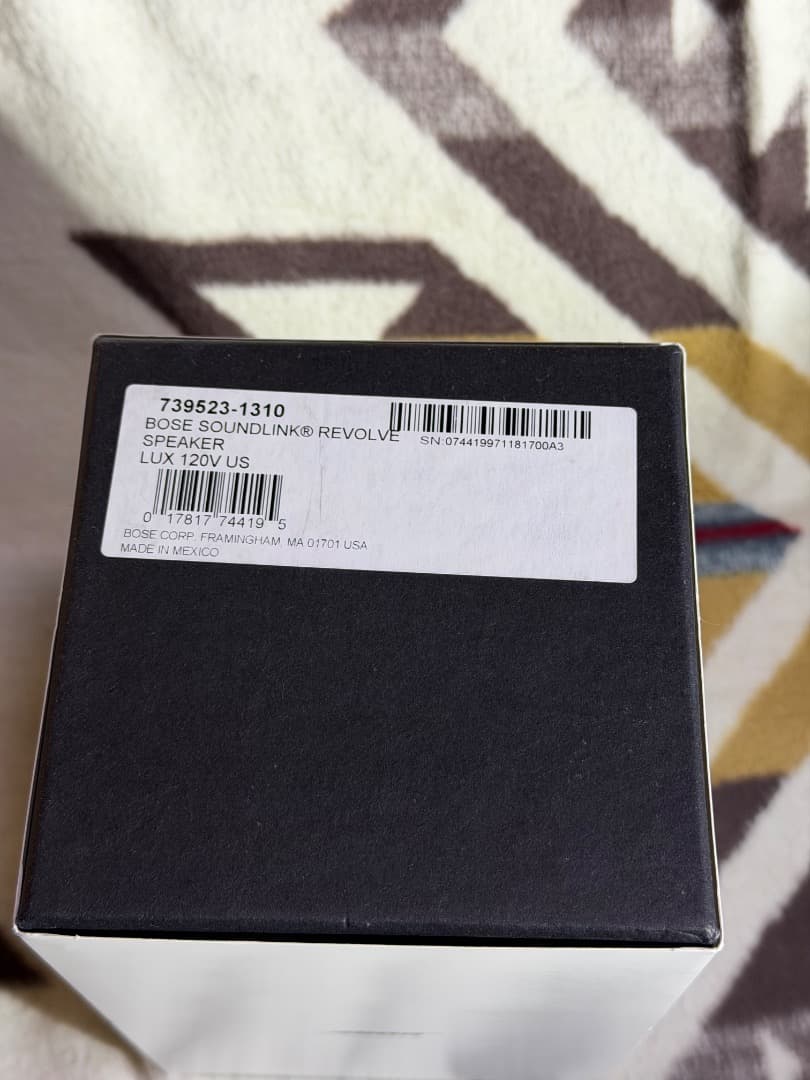 739523-1310
BOSE SOUNDLINK® REVOLVE
SPEAKER
LUX 120V US
SN:074419971181700A3
0 17817 74419 5
BOSE CORP. FRAMINGHAM, MA 01701 USA
MADE IN MEXICO